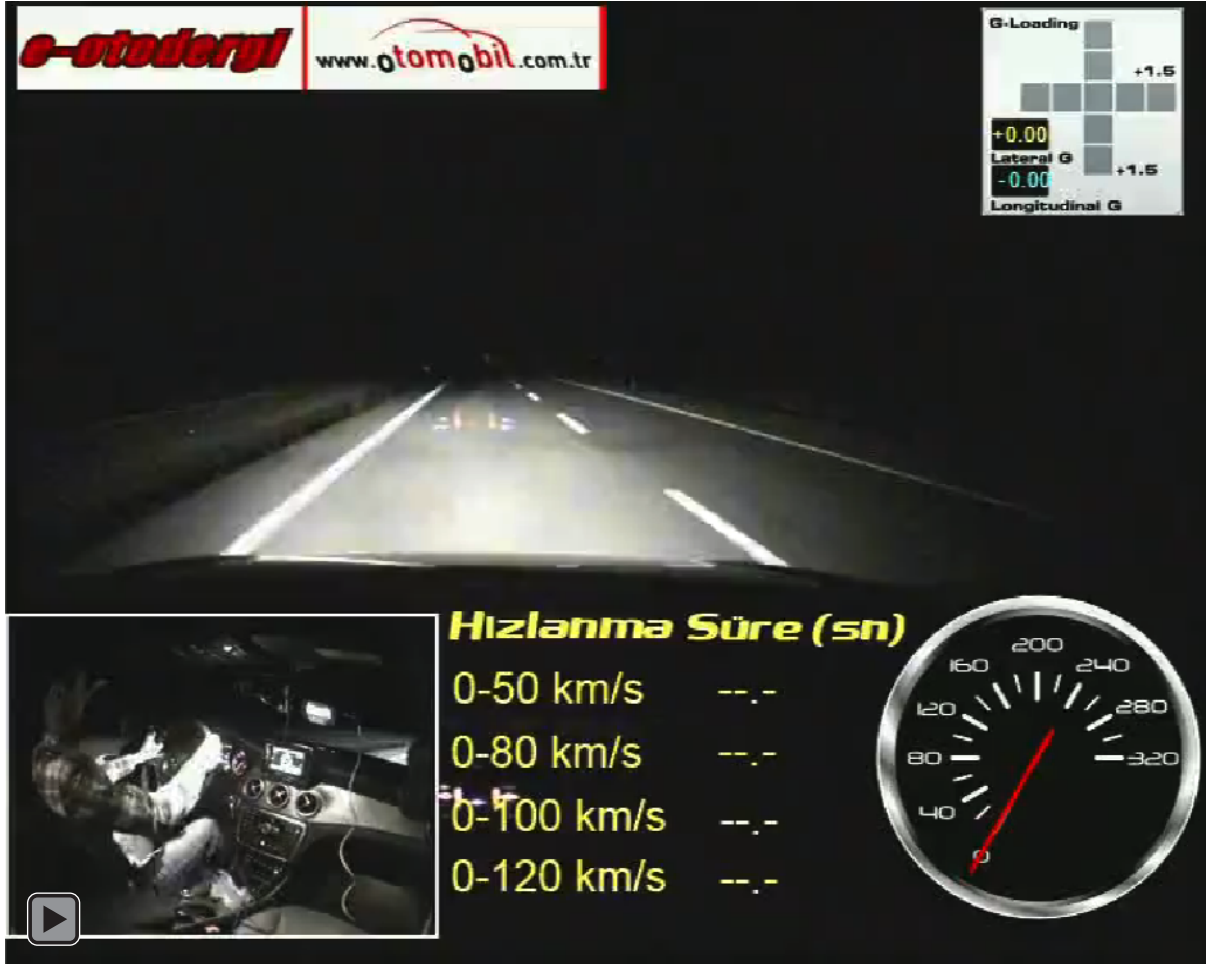 e-otodergi
www.otomobil.com.tr
G-Loading
+1.5
+0.00
Lateral G
+1.5
-0.00
Longitudinal G
Hızlanma Süre (sn)
0-50 km/s --.-
0-80 km/s --.-
0-100 km/s --.-
0-120 km/s --.-
200
160
240
120
280
80
320
40
0